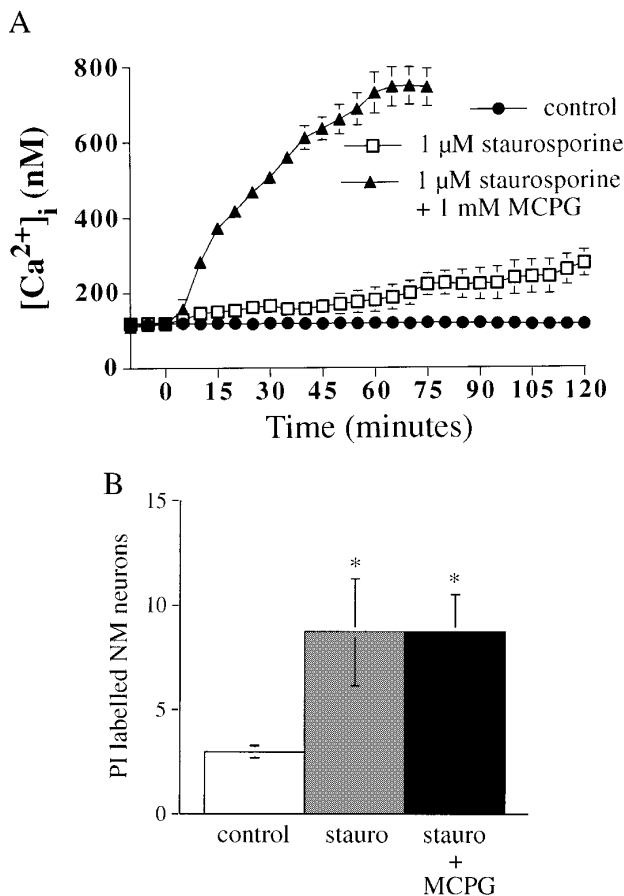 A
800
600
400
200
0
[Ca²⁺]ᵢ (nM)
control
1 µM staurosporine
1 µM staurosporine
+ 1 mM MCPG
0 15 30 45 60 75 90 105 120
Time (minutes)
B
15
10
5
0
PI labelled NM neurons
* *
control stauro stauro
+
MCPG